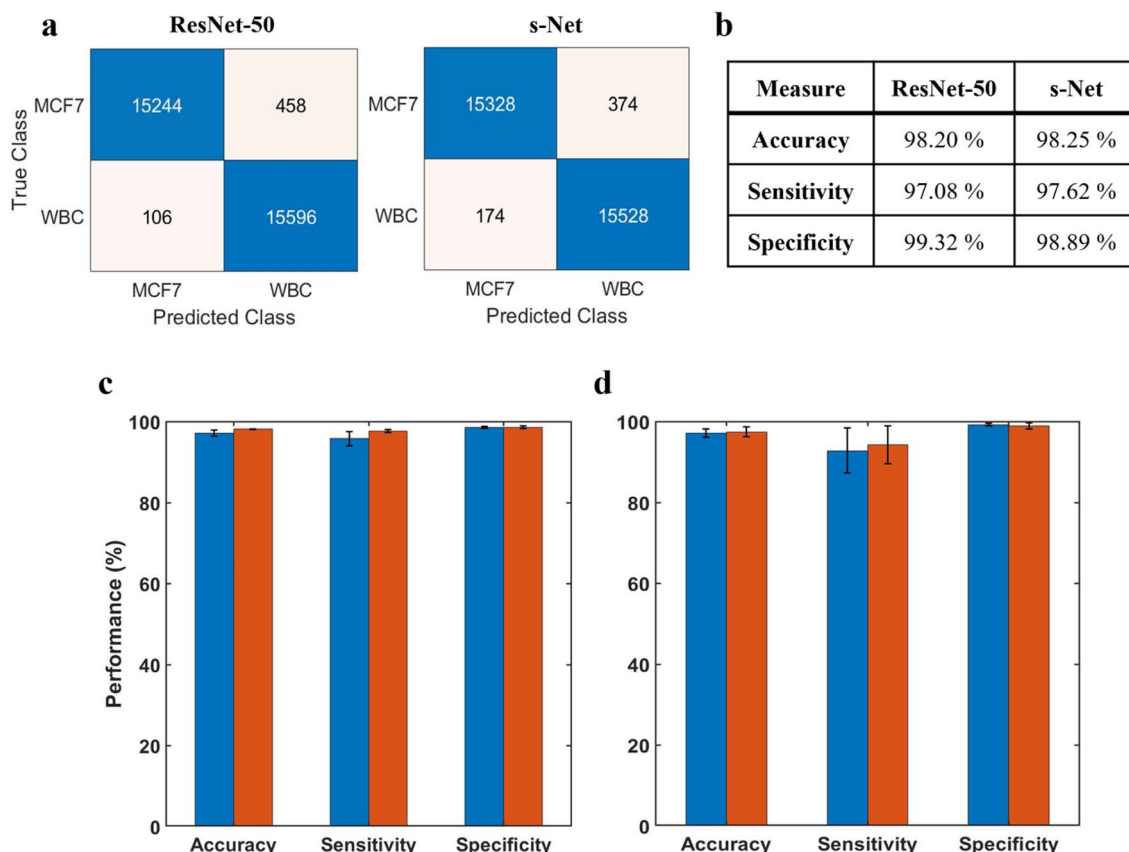 a
ResNet-50
s-Net
b
True Class
MCF7
15244
458
WBC
106
15596
MCF7
WBC
Predicted Class
MCF7
15328
374
WBC
174
15528
MCF7
WBC
Predicted Class
Measure ResNet-50 s-Net
Accuracy 98.20 % 98.25 %
Sensitivity 97.08 % 97.62 %
Specificity 99.32 % 98.89 %
c
Performance (%)
100
80
60
40
20
0
Accuracy Sensitivity Specificity
d
100
80
60
40
20
0
Accuracy Sensitivity Specificity